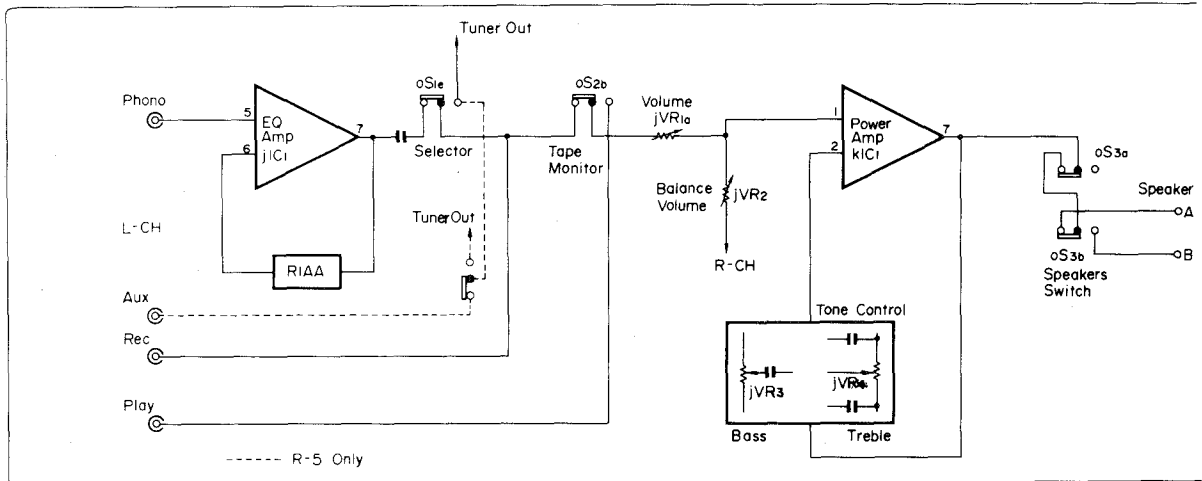 Tuner Out
Phono
5
EQ
Amp
jIC1
6
7
oS1e
Selector
oS2b
Tape
Monitor
Volume
jVR1a
1
Power
Amp
kIC1
2
7
oS3a
Speaker
A
B
oS3b
Speakers
Switch
Balance
Volume
jVR2
R-CH
L-CH
Tuner Out
RIAA
Aux
Rec
Play
Tone Control
jVR3
Bass
Treble
----- R-5 Only